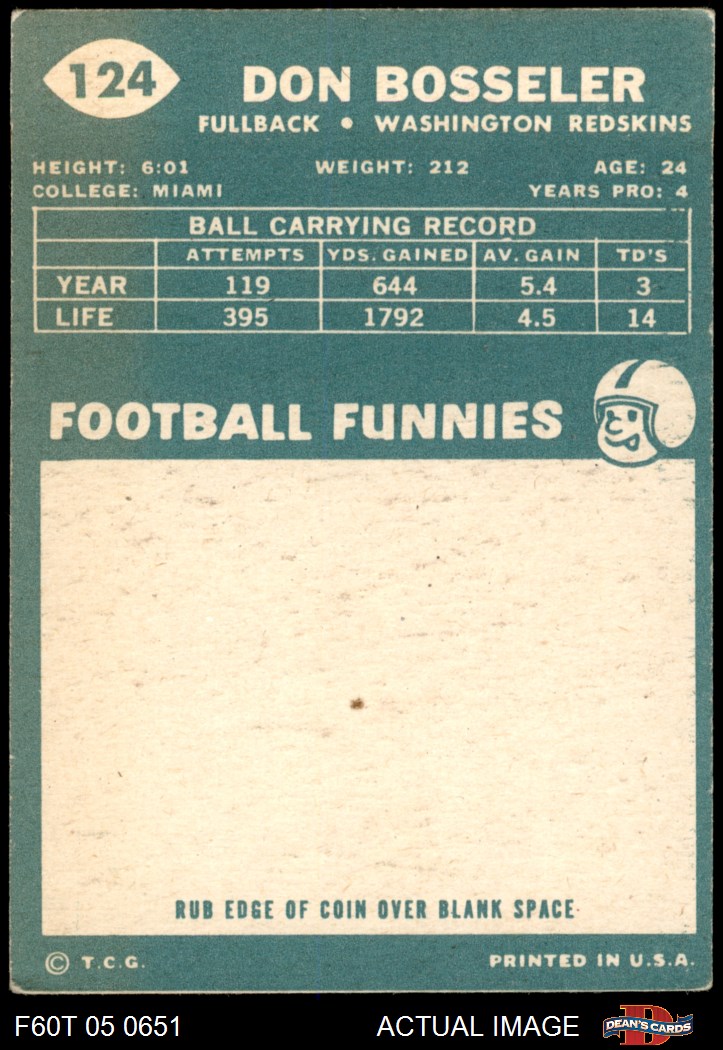 124
DON BOSSELER
FULLBACK • WASHINGTON REDSKINS
HEIGHT: 6:01 WEIGHT: 212 AGE: 24
COLLEGE: MIAMI YEARS PRO: 4
BALL CARRYING RECORD
ATTEMPTS YDS. GAINED AV. GAIN TD'S
YEAR 119 644 5.4 3
LIFE 395 1792 4.5 14
FOOTBALL FUNNIES
RUB EDGE OF COIN OVER BLANK SPACE
© T.C.G. PRINTED IN U.S.A.
F60T 05 0651 ACTUAL IMAGE D DEAN'S CARDS